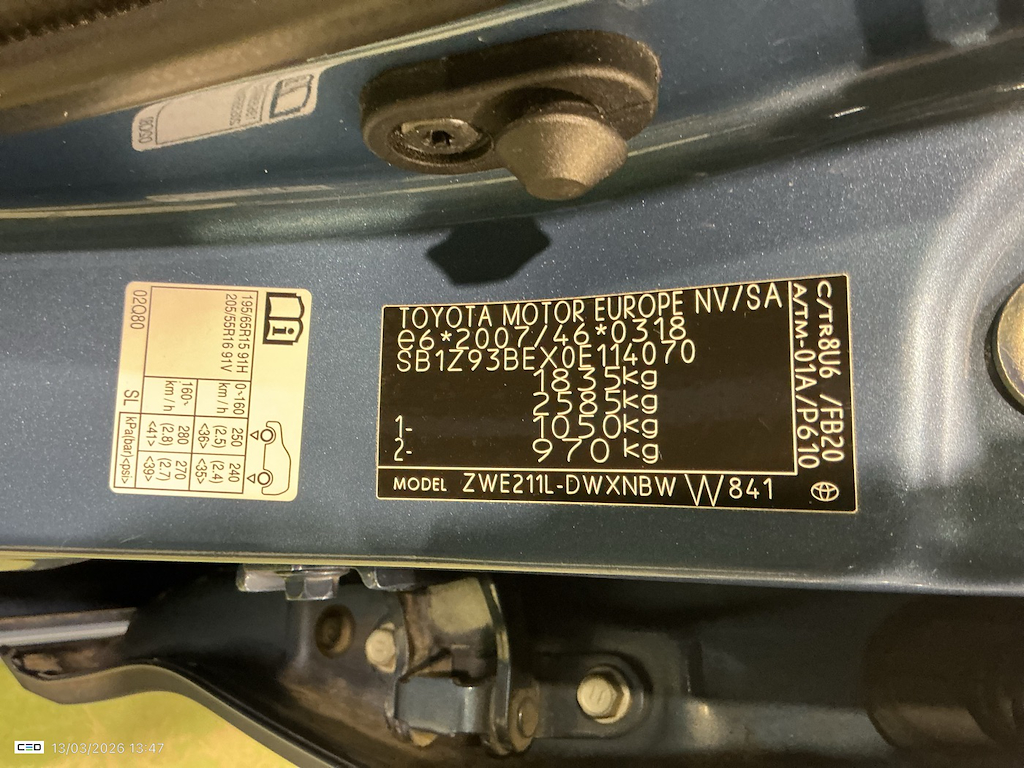 TOYOTA MOTOR EUROPE NV/SA
e6*2007/46*0318
SB1Z93BEX0E114070
1835kg
2585kg
1- 1050kg
2- 970kg
C/TR8U6 /FB20
A/TM-01A/P610
MODEL ZWE211L-DWXNBW W841
i
195/65R15 91H
205/55R16 91V
0~160 km/h
250 (2.5) <36>
240 (2.4) <35>
160~ km/h
280 (2.8) <41>
270 (2.7) <39>
SL
kPa(bar)<psi>
02Q80
CEO 13/03/2026 13:47